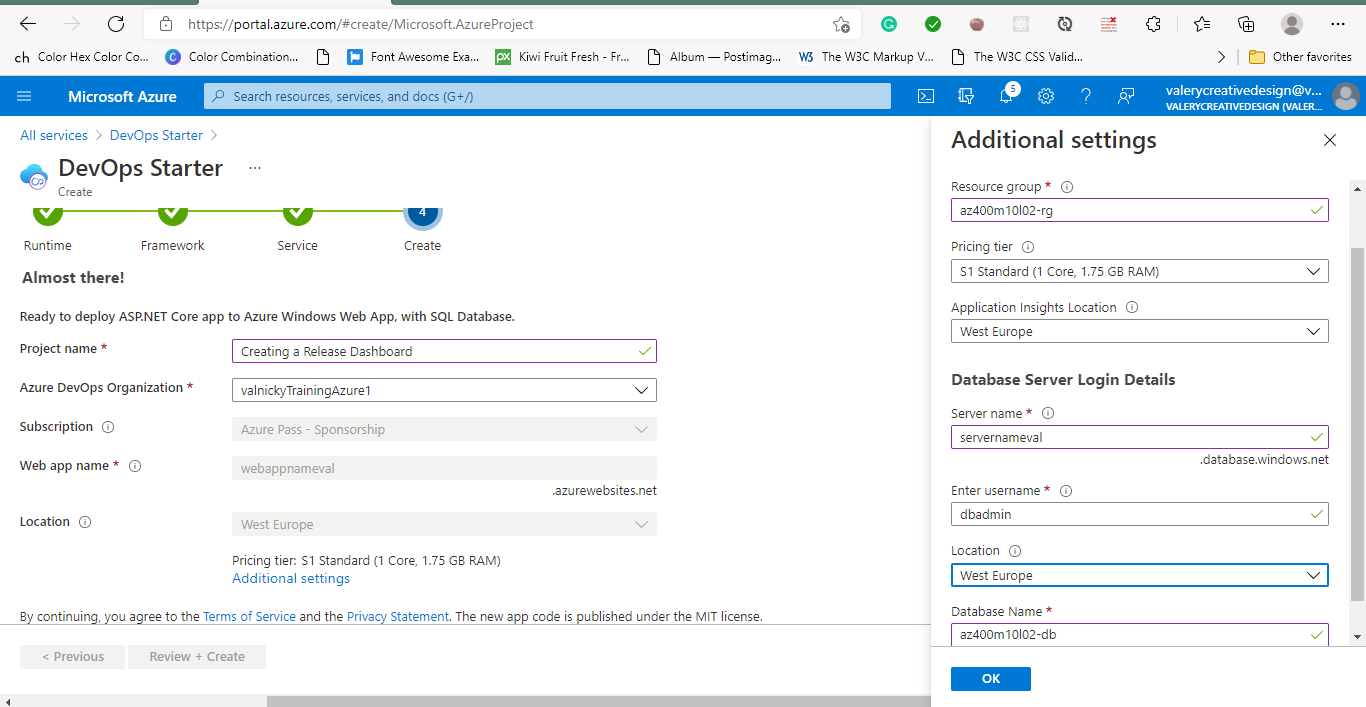 https://portal.azure.com/#create/Microsoft.AzureProject
ch Color Hex Color Co... C Color Combination... Font Awesome Exa... px Kiwi Fruit Fresh - Fr... Album — Postimag... W3 The W3C Markup V... The W3C CSS Valid... Other favorites
Microsoft Azure
Search resources, services, and docs (G+/)
5
valerycreativedesign@v...
VALERYCREATIVEDESIGN (VALER...
All services > DevOps Starter >
DevOps Starter ...
Create
4
Runtime Framework Service Create
Almost there!
Ready to deploy ASP.NET Core app to Azure Windows Web App, with SQL Database.
Project name * Creating a Release Dashboard
Azure DevOps Organization * valnickyTrainingAzure1
Subscription Azure Pass - Sponsorship
Web app name * webappnameval
.azurewebsites.net
Location West Europe
Pricing tier: S1 Standard (1 Core, 1.75 GB RAM)
Additional settings
By continuing, you agree to the Terms of Service and the Privacy Statement. The new app code is published under the MIT license.
< Previous Review + Create
Additional settings
Resource group *
az400m10l02-rg
Pricing tier
S1 Standard (1 Core, 1.75 GB RAM)
Application Insights Location
West Europe
Database Server Login Details
Server name *
servernameval
.database.windows.net
Enter username *
dbadmin
Location
West Europe
Database Name *
az400m10l02-db
OK